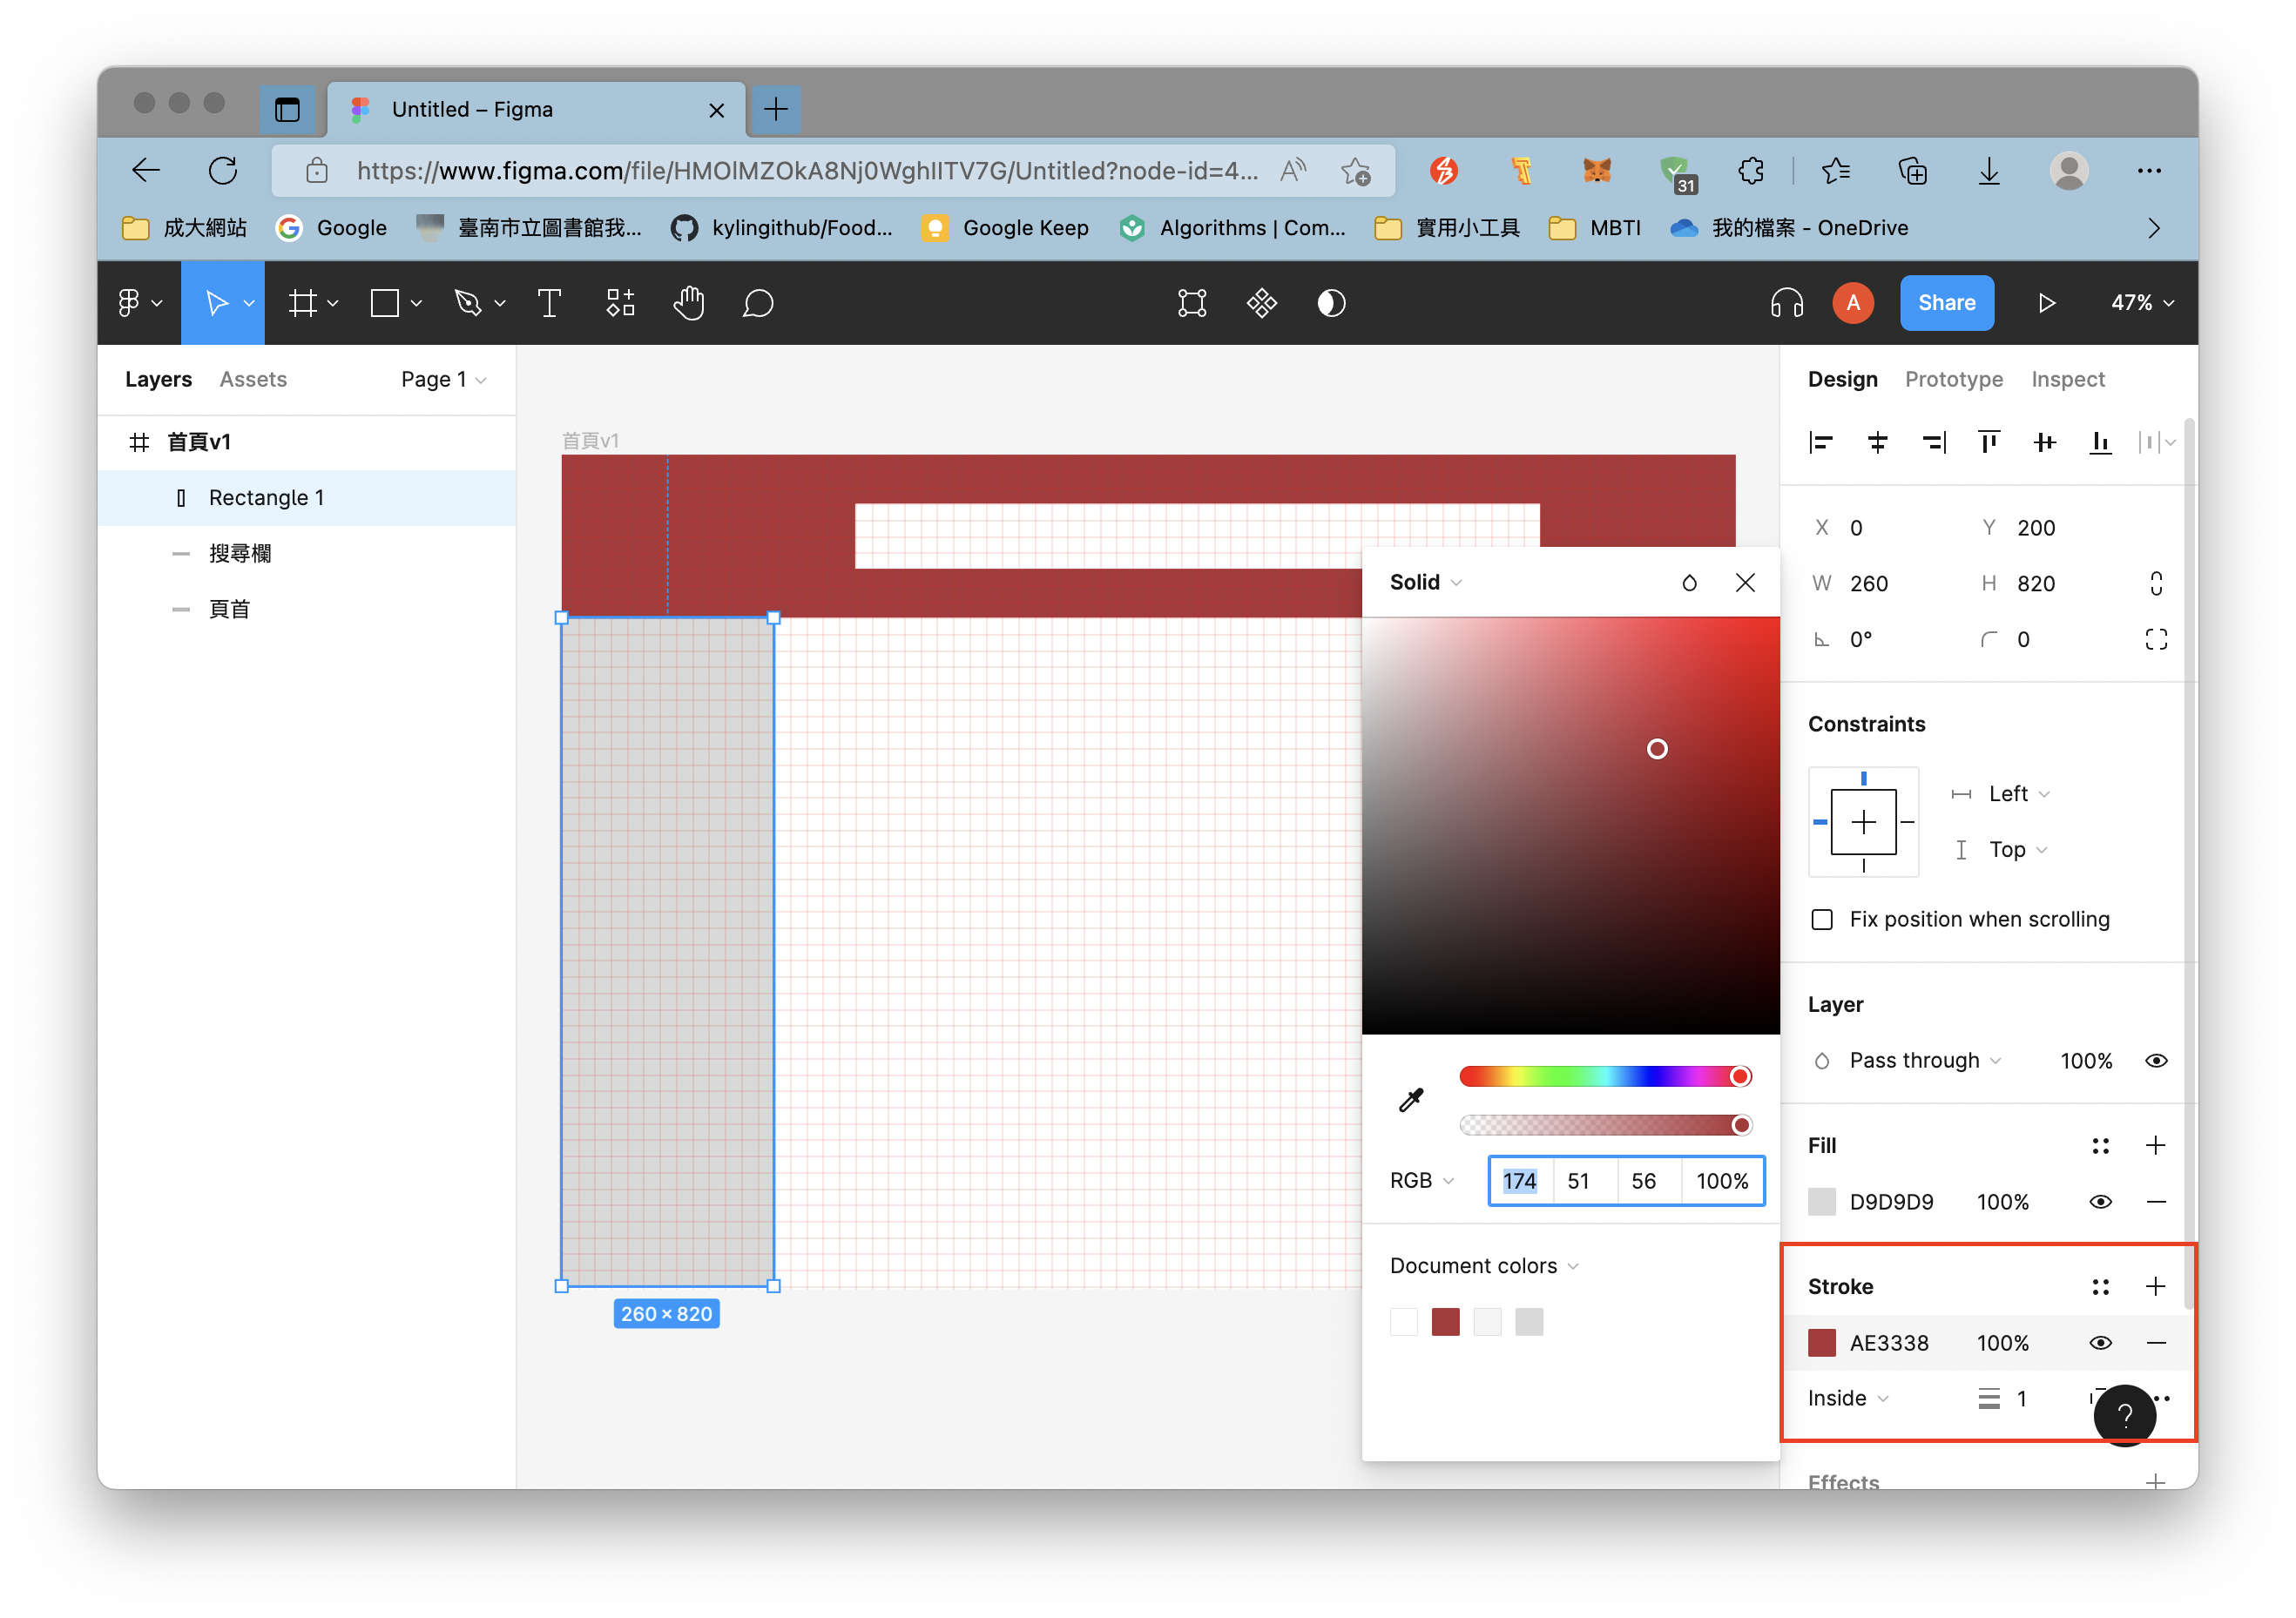 Untitled – Figma
https://www.figma.com/file/HMOlMZOkA8Nj0WghlITV7G/Untitled?node-id=4...
成大網站
Google
臺南市立圖書館我...
kylingithub/Food...
Google Keep
Algorithms | Com...
實用小工具
MBTI
我的檔案 - OneDrive
31
A
Share
47%
Layers
Assets
Page 1
首頁v1
Rectangle 1
搜尋欄
頁首
首頁v1
260 × 820
Solid
RGB
174
51
56
100%
Document colors
Design
Prototype
Inspect
X 0
Y 200
W 260
H 820
0°
0
Constraints
Left
Top
Fix position when scrolling
Layer
Pass through
100%
Fill
D9D9D9
100%
Stroke
AE3338
100%
Inside
1
?
Effects